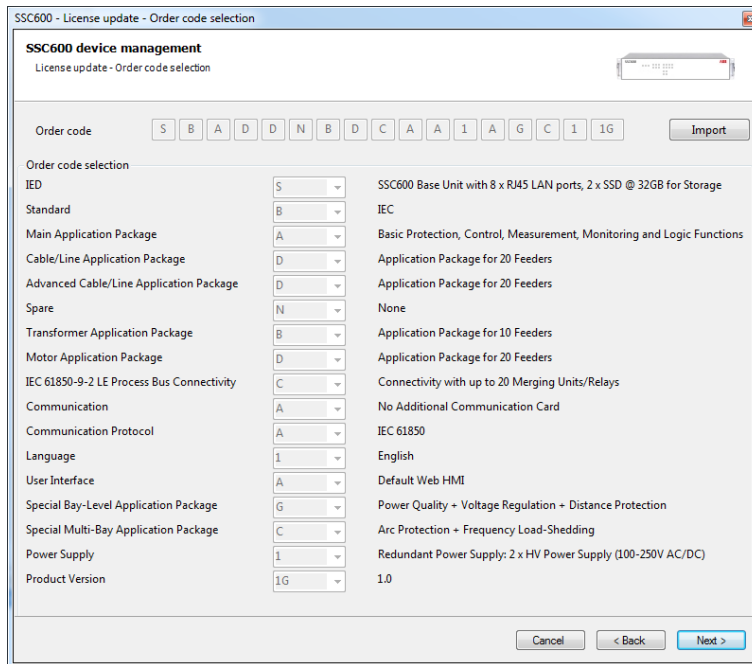 SSC600 - License update - Order code selection
SSC600 device management
License update - Order code selection
Order code S B A D D N B D C A A 1 A G C 1 1G Import
Order code selection
IED S SSC600 Base Unit with 8 x RJ45 LAN ports, 2 x SSD @ 32GB for Storage
Standard B IEC
Main Application Package A Basic Protection, Control, Measurement, Monitoring and Logic Functions
Cable/Line Application Package D Application Package for 20 Feeders
Advanced Cable/Line Application Package D Application Package for 20 Feeders
Spare N None
Transformer Application Package B Application Package for 10 Feeders
Motor Application Package D Application Package for 20 Feeders
IEC 61850-9-2 LE Process Bus Connectivity C Connectivity with up to 20 Merging Units/Relays
Communication A No Additional Communication Card
Communication Protocol A IEC 61850
Language 1 English
User Interface A Default Web HMI
Special Bay-Level Application Package G Power Quality + Voltage Regulation + Distance Protection
Special Multi-Bay Application Package C Arc Protection + Frequency Load-Shedding
Power Supply 1 Redundant Power Supply: 2 x HV Power Supply (100-250V AC/DC)
Product Version 1G 1.0
Cancel < Back Next >